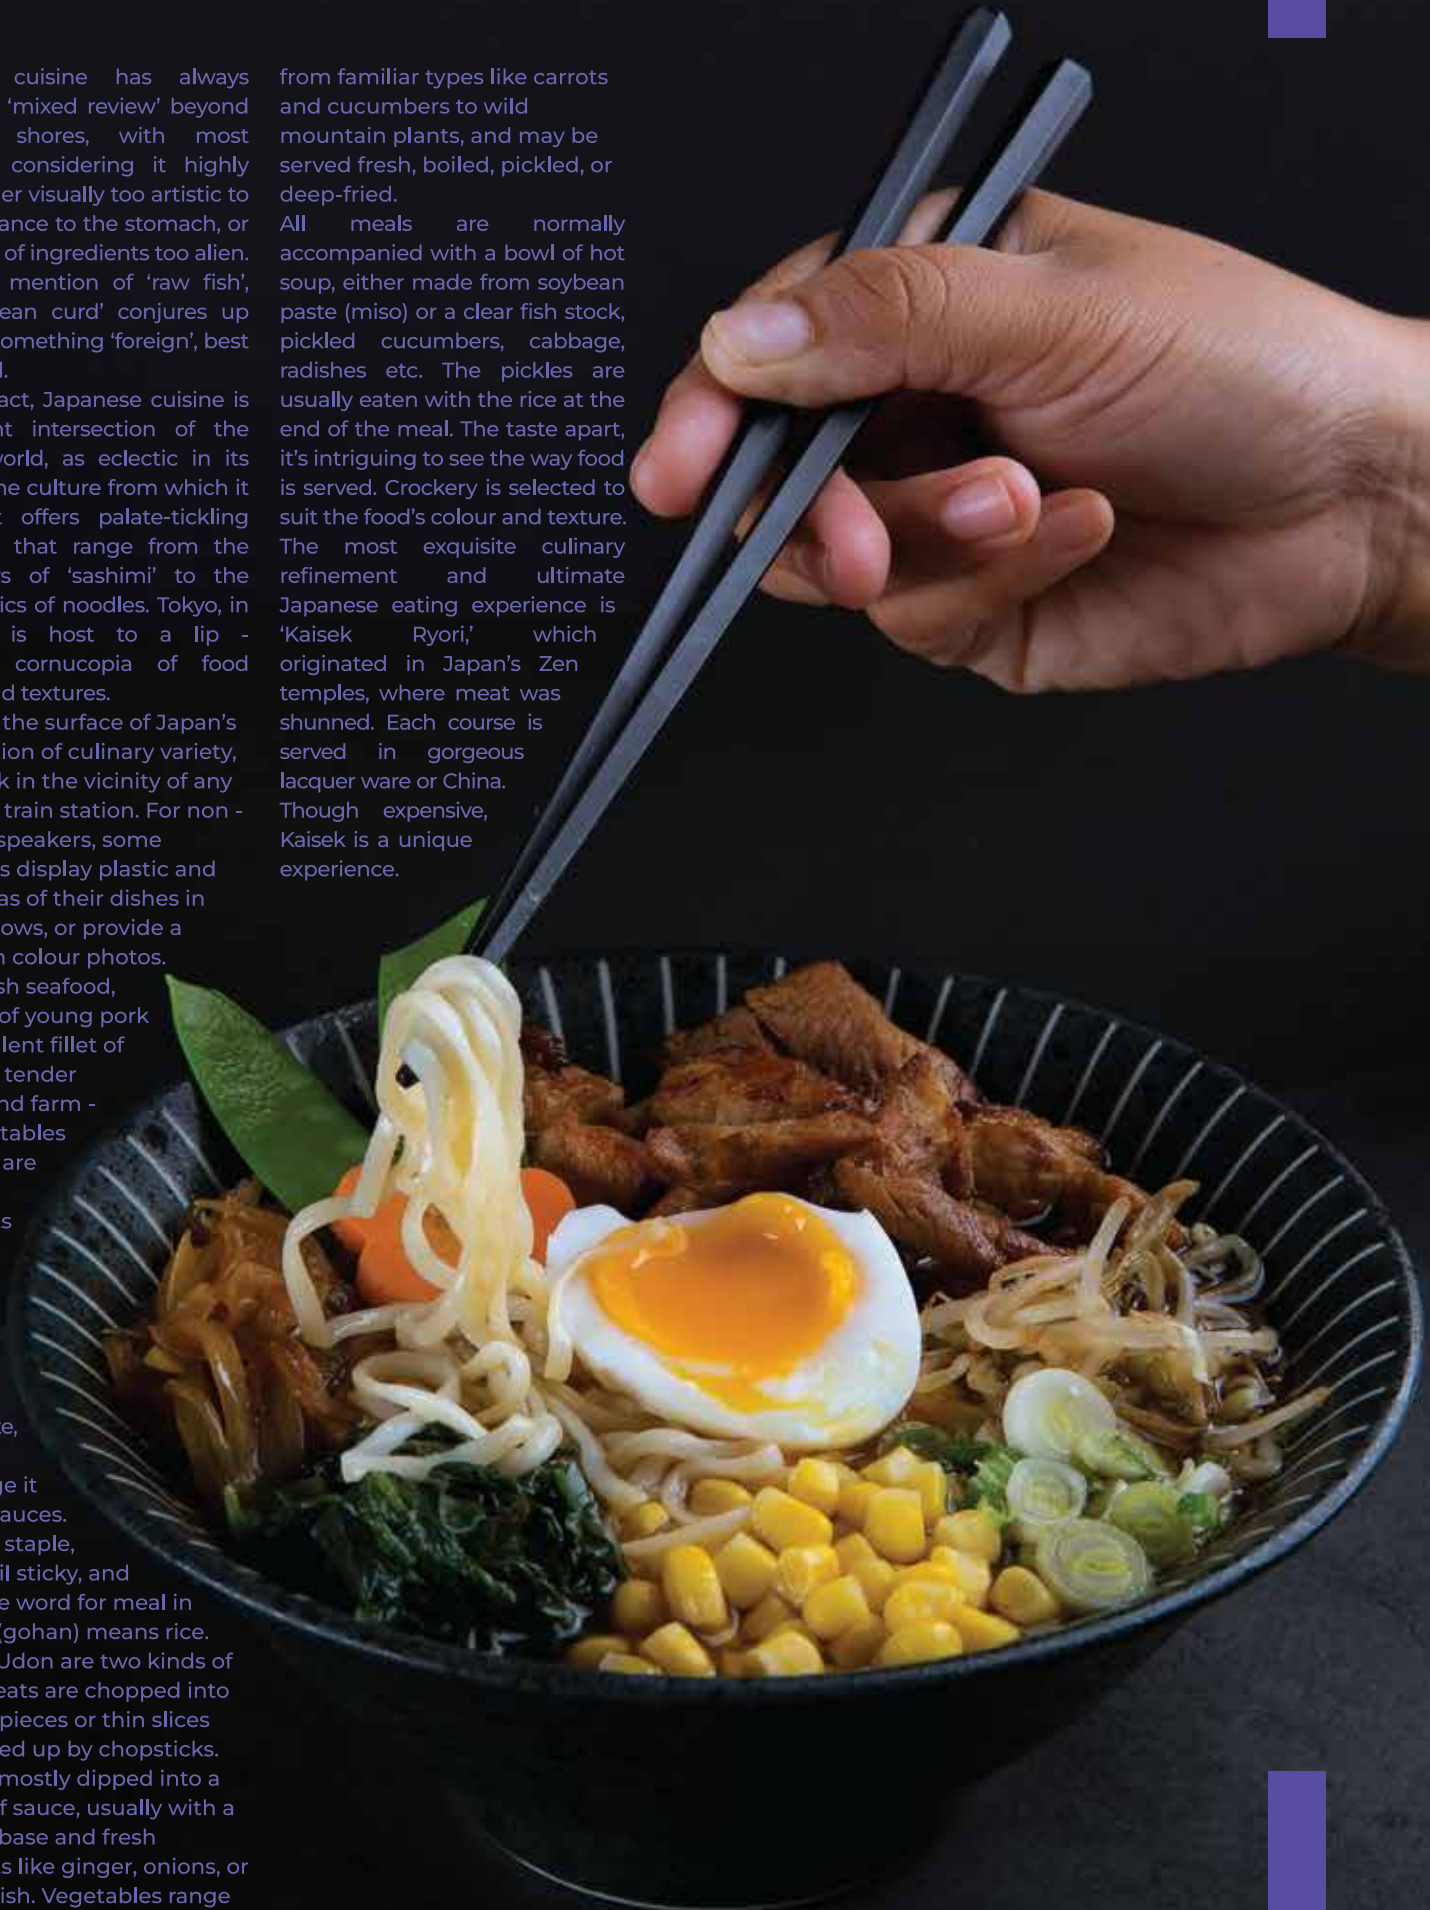 cuisine has always
‘mixed review’ beyond
shores, with most
considering it highly
er visually too artistic to
ance to the stomach, or
of ingredients too alien.
mention of ‘raw fish’,
ean curd’ conjures up
omething ‘foreign’, best
l.
act, Japanese cuisine is
nt intersection of the
world, as eclectic in its
he culture from which it
t offers palate-tickling
that range from the
rs of ‘sashimi’ to the
ics of noodles. Tokyo, in
is host to a lip -
cornucopia of food
d textures.
the surface of Japan’s
tion of culinary variety,
k in the vicinity of any
train station. For non -
speakers, some
s display plastic and
as of their dishes in
ows, or provide a
n colour photos.
sh seafood,
of young pork
lent fillet of
tender
nd farm -
tables
are
ts
te,
ge it
auces.
staple,
il sticky, and
e word for meal in
(gohan) means rice.
Udon are two kinds of
eats are chopped into
pieces or thin slices
ed up by chopsticks.
mostly dipped into a
f sauce, usually with a
base and fresh
ts like ginger, onions, or
ish. Vegetables range
from familiar types like carrots
and cucumbers to wild
mountain plants, and may be
served fresh, boiled, pickled, or
deep-fried.
All meals are normally
accompanied with a bowl of hot
soup, either made from soybean
paste (miso) or a clear fish stock,
pickled cucumbers, cabbage,
radishes etc. The pickles are
usually eaten with the rice at the
end of the meal. The taste apart,
it’s intriguing to see the way food
is served. Crockery is selected to
suit the food’s colour and texture.
The most exquisite culinary
refinement and ultimate
Japanese eating experience is
‘Kaisek Ryori,’ which
originated in Japan’s Zen
temples, where meat was
shunned. Each course is
served in gorgeous
lacquer ware or China.
Though expensive,
Kaisek is a unique
experience.